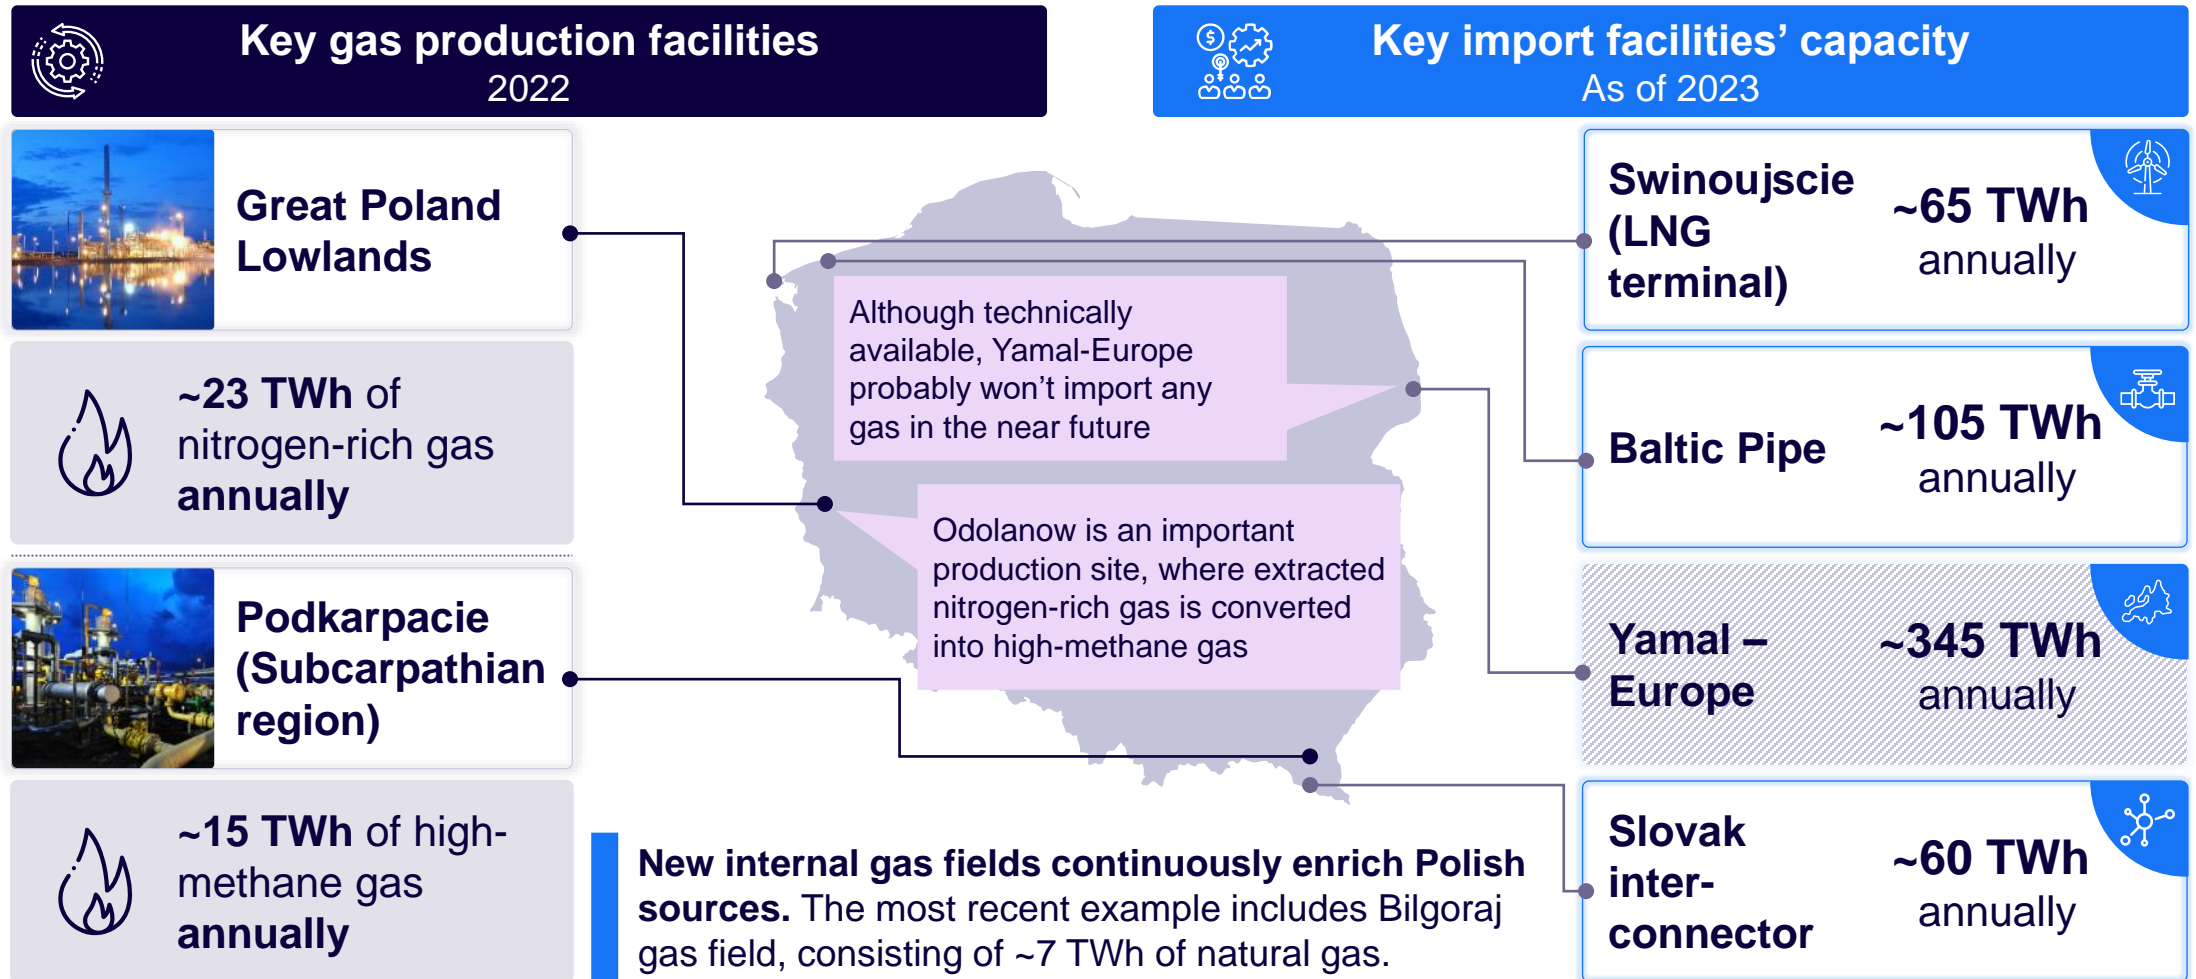 Key gas production facilities
2022
Key import facilities’ capacity
As of 2023
Great Poland
Lowlands
~23 TWh of
nitrogen-rich gas
annually
Podkarpacie
(Subcarpathian
region)
~15 TWh of high-
methane gas
annually
Although technically
available, Yamal-Europe
probably won’t import any
gas in the near future
Odolanow is an important
production site, where extracted
nitrogen-rich gas is converted
into high-methane gas
New internal gas fields continuously enrich Polish
sources. The most recent example includes Bilgoraj
gas field, consisting of ~7 TWh of natural gas.
Swinoujscie
(LNG
terminal)
~65 TWh
annually
Baltic Pipe
~105 TWh
annually
Yamal –
Europe
~345 TWh
annually
Slovak
inter-
connector
~60 TWh
annually